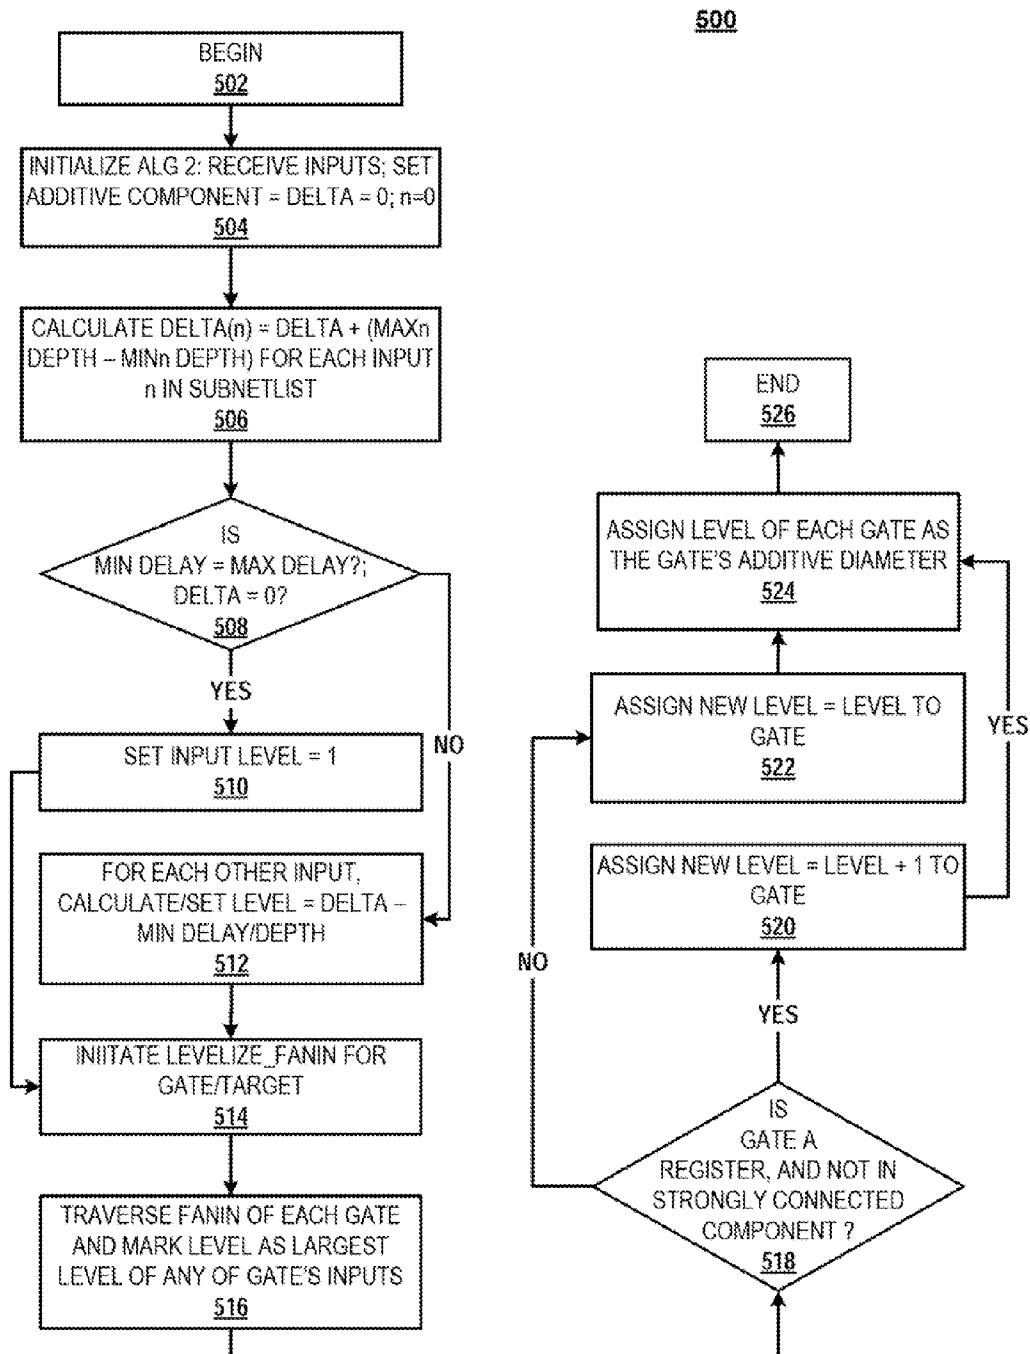 500
BEGIN
502
INITIALIZE ALG 2: RECEIVE INPUTS; SET
ADDITIVE COMPONENT = DELTA = 0; n=0
504
CALCULATE DELTA(n) = DELTA + (MAXn
DEPTH – MINn DEPTH) FOR EACH INPUT
n IN SUBNETLIST
506
IS
MIN DELAY = MAX DELAY?;
DELTA = 0?
508
YES
NO
SET INPUT LEVEL = 1
510
FOR EACH OTHER INPUT,
CALCULATE/SET LEVEL = DELTA –
MIN DELAY/DEPTH
512
INIITATE LEVELIZE_FANIN FOR
GATE/TARGET
514
TRAVERSE FANIN OF EACH GATE
AND MARK LEVEL AS LARGEST
LEVEL OF ANY OF GATE'S INPUTS
516
END
526
ASSIGN LEVEL OF EACH GATE AS
THE GATE'S ADDITIVE DIAMETER
524
ASSIGN NEW LEVEL = LEVEL TO
GATE
522
YES
ASSIGN NEW LEVEL = LEVEL + 1 TO
GATE
520
NO
YES
IS
GATE A
REGISTER, AND NOT IN
STRONGLY CONNECTED
COMPONENT ?
518